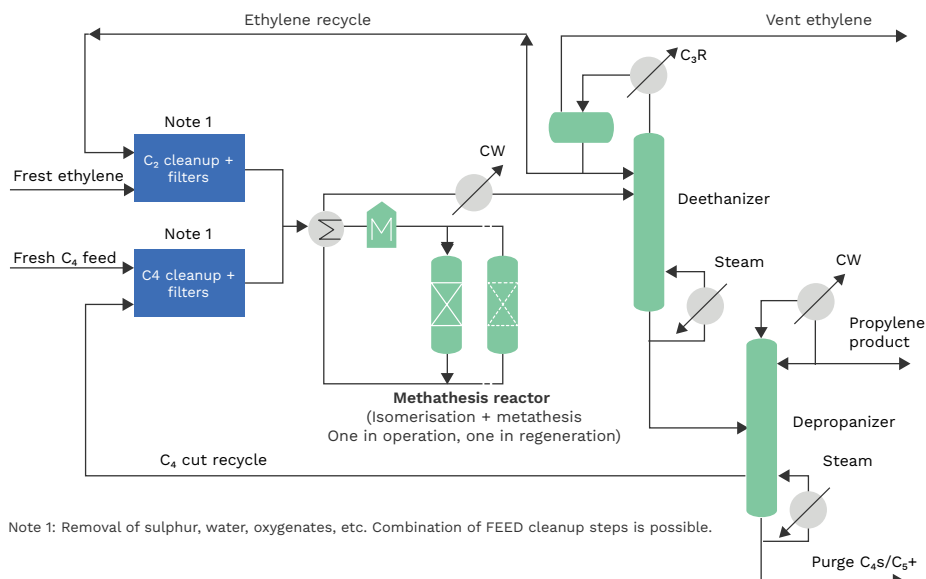 Ethylene recycle
Vent ethylene
C₃R
Note 1
CW
C₂ cleanup +
filters
Frest ethylene
Deethanizer
Note 1
Fresh C₄ feed
C4 cleanup +
filters
M
Steam
CW
Propylene
product
Methathesis reactor
(Isomerisation + metathesis
One in operation, one in regeneration)
Depropanizer
C₄ cut recycle
Steam
Note 1: Removal of sulphur, water, oxygenates, etc. Combination of FEED cleanup steps is possible.
Purge C₄s/C₅+